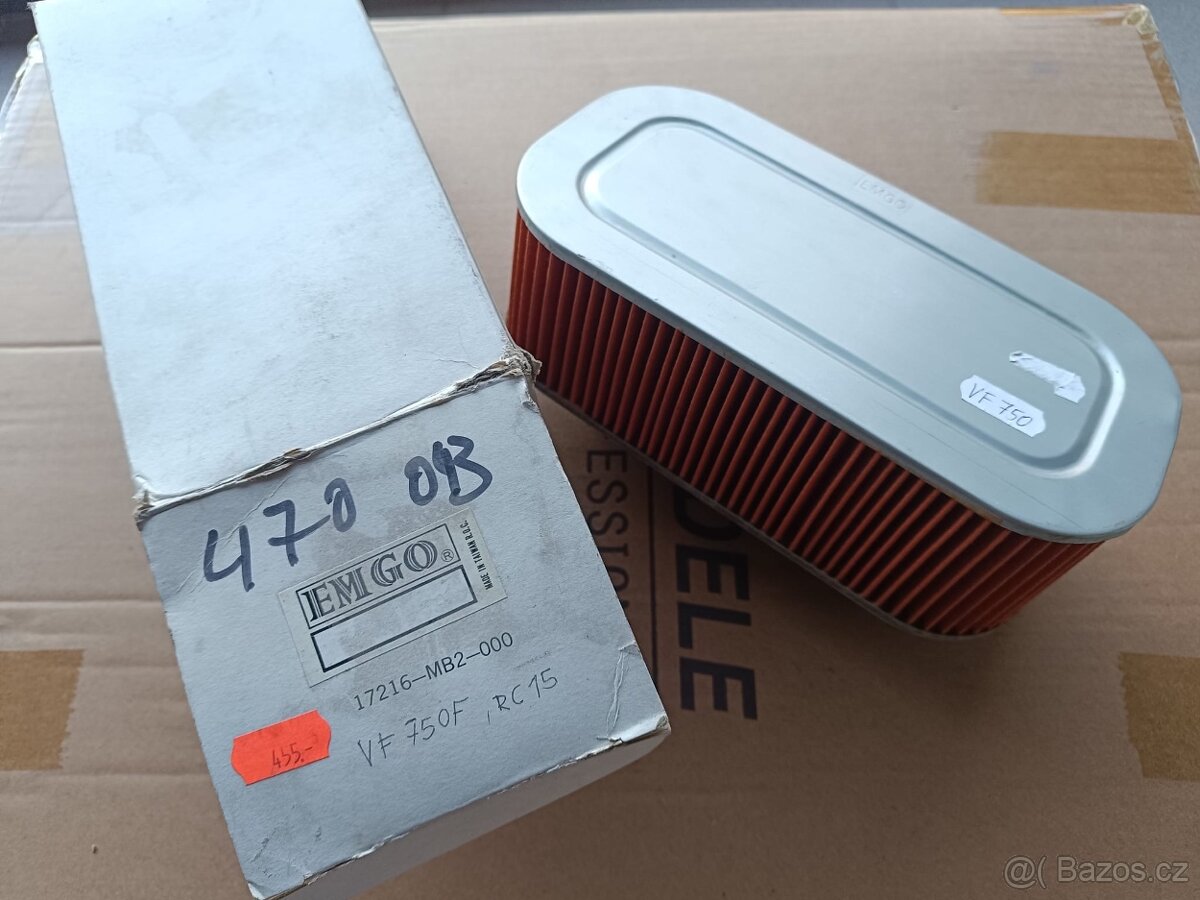 470 OB
EMGO®
MADE IN TAIWAN R.O.C.
17216-MB2-000
VF 750F, RC15
455.-
EMGO
VF 750
DELE
ESSION
@( Bazos.cz